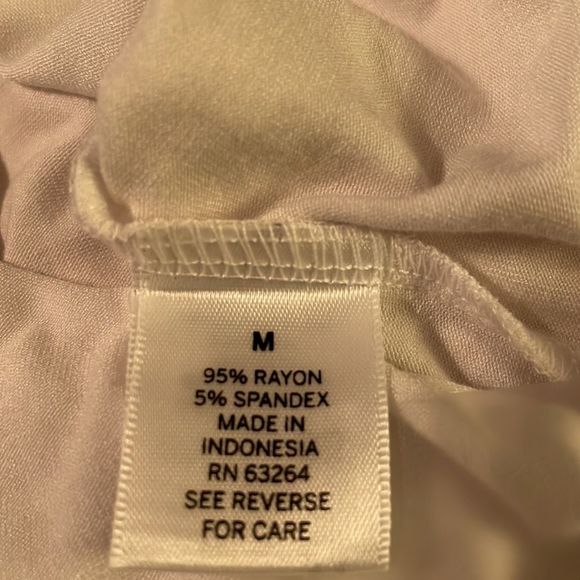 M
95% RAYON
5% SPANDEX
MADE IN
INDONESIA
RN 63264
SEE REVERSE
FOR CARE